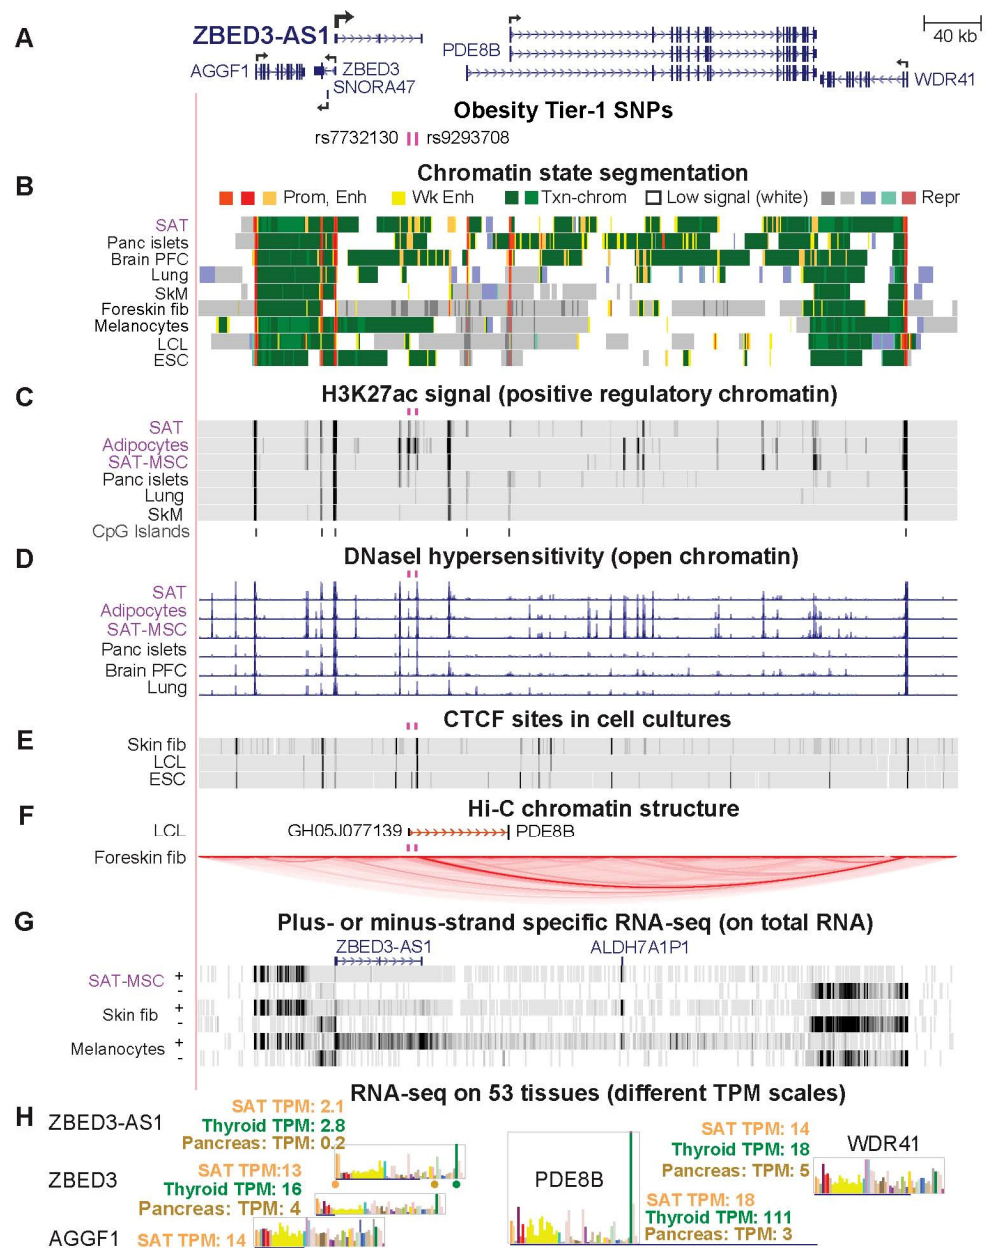 A
ZBED3-AS1
PDE8B
40 kb
AGGF1
ZBED3
SNORA47
WDR41
Obesity Tier-1 SNPs
rs7732130 rs9293708
B
Chromatin state segmentation
Prom, Enh Wk Enh Txn-chrom Low signal (white) Repr
SAT
Panc islets
Brain PFC
Lung
SkM
Foreskin fib
Melanocytes
LCL
ESC
C
H3K27ac signal (positive regulatory chromatin)
SAT
Adipocytes
SAT-MSC
Panc islets
Lung
SkM
CpG Islands
D
DNaseI hypersensitivity (open chromatin)
SAT
Adipocytes
SAT-MSC
Panc islets
Brain PFC
Lung
E
CTCF sites in cell cultures
Skin fib
LCL
ESC
F
Hi-C chromatin structure
LCL GH05J077139 PDE8B
Foreskin fib
G
Plus- or minus-strand specific RNA-seq (on total RNA)
ZBED3-AS1 ALDH7A1P1
SAT-MSC + -
Skin fib + -
Melanocytes + -
H
RNA-seq on 53 tissues (different TPM scales)
ZBED3-AS1
SAT TPM: 2.1
Thyroid TPM: 2.8
Pancreas: TPM: 0.2
ZBED3
SAT TPM:13
Thyroid TPM: 16
Pancreas: TPM: 4
AGGF1
SAT TPM: 14
PDE8B
SAT TPM: 18
Thyroid TPM: 111
Pancreas: TPM: 3
WDR41
SAT TPM: 14
Thyroid TPM: 18
Pancreas: TPM: 5